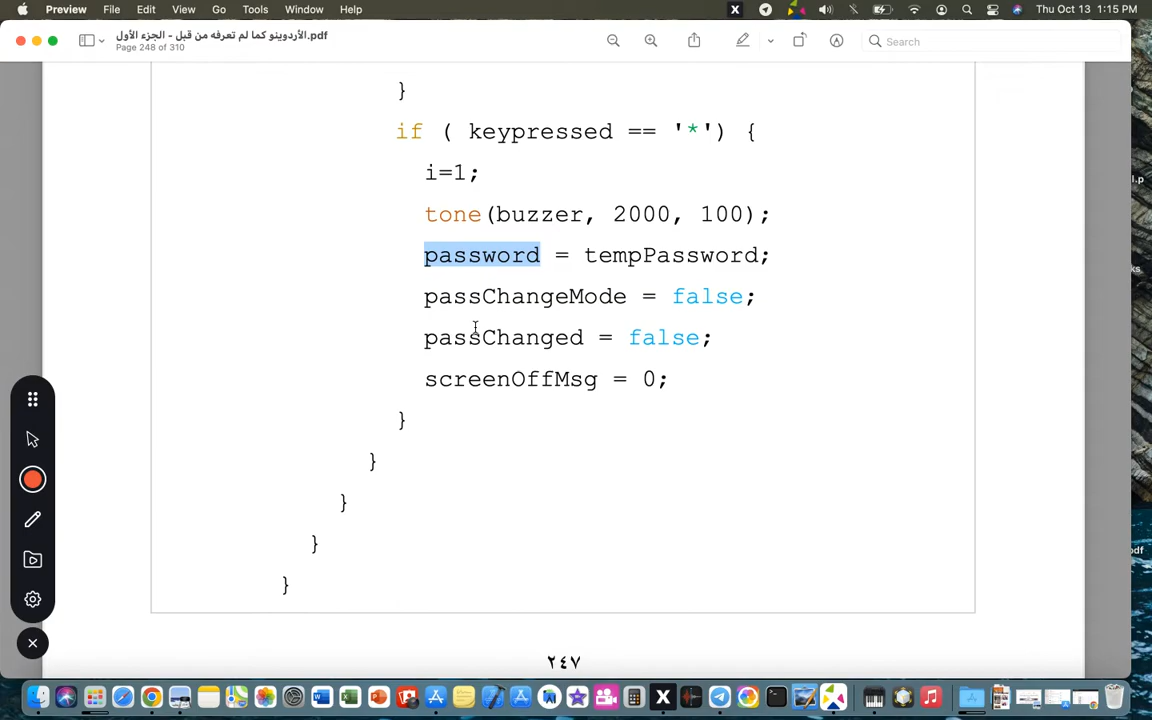 Preview File Edit View Go Tools Window Help Thu Oct 13 1:15 PM
الأردوينو كما لم تعرفه من قبل - الجزء الأول.pdf
Page 248 of 310
Search
}
if ( keypressed == '*') {
i=1;
tone(buzzer, 2000, 100);
password = tempPassword;
passChangeMode = false;
passChanged = false;
screenOffMsg = 0;
}
}
}
}
}
٢٤٧
l.p
ks
pdf